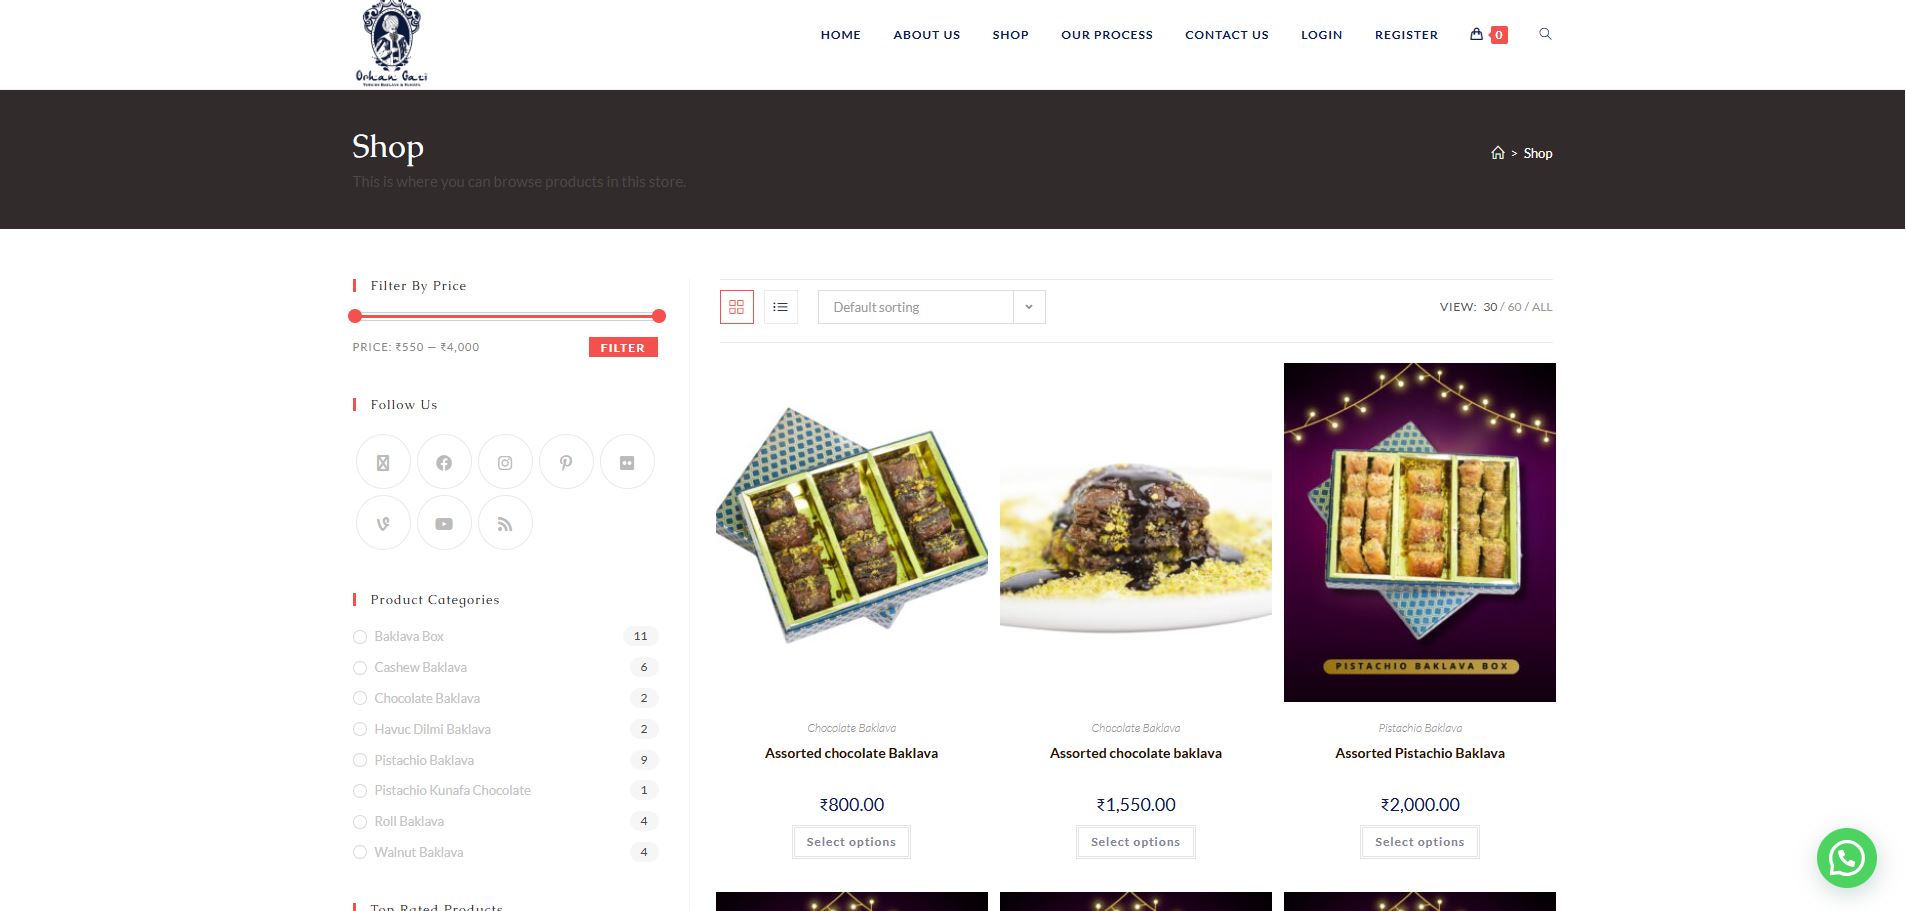 Orhan Gazi
HOME
ABOUT US
SHOP
OUR PROCESS
CONTACT US
LOGIN
REGISTER
0
Shop
This is where you can browse products in this store.
> Shop
Filter By Price
PRICE: ₹550 — ₹4,000
FILTER
Follow Us
Product Categories
Baklava Box 11
Cashew Baklava 6
Chocolate Baklava 2
Havuc Dilmi Baklava 2
Pistachio Baklava 9
Pistachio Kunafa Chocolate 1
Roll Baklava 4
Walnut Baklava 4
Top Rated Products
Default sorting
VIEW: 30 / 60 / ALL
Chocolate Baklava
Assorted chocolate Baklava
₹800.00
Select options
Chocolate Baklava
Assorted chocolate baklava
₹1,550.00
Select options
PISTACHIO BAKLAVA BOX
Pistachio Baklava
Assorted Pistachio Baklava
₹2,000.00
Select options